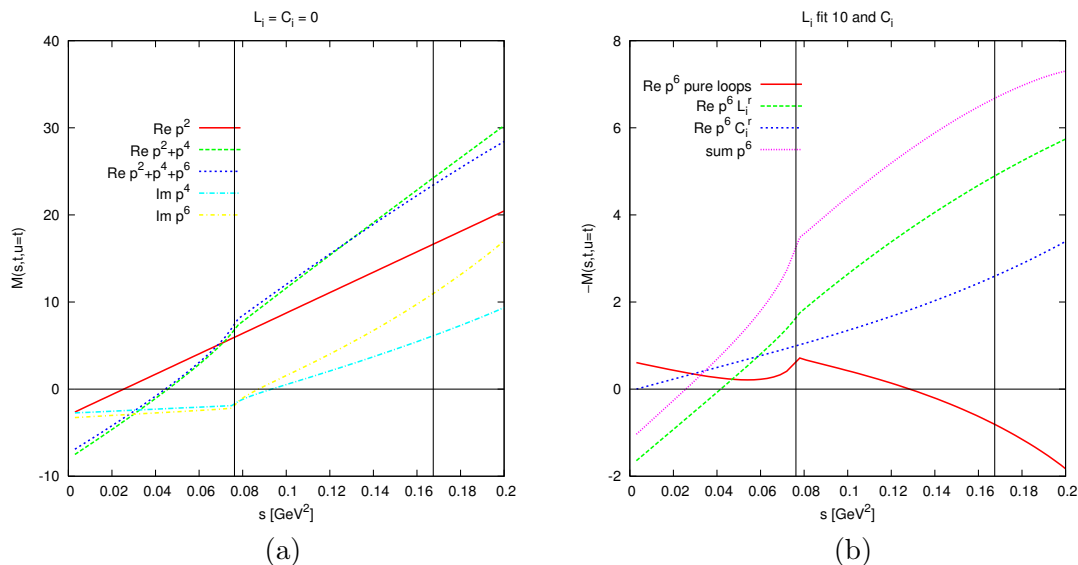 L_i = C_i = 0
M(s,t,u=t)
40
30
20
10
0
-10
Re p^2
Re p^2+p^4
Re p^2+p^4+p^6
Im p^4
Im p^6
0 0.02 0.04 0.06 0.08 0.1 0.12 0.14 0.16 0.18 0.2
s [GeV^2]
(a)
L_i fit 10 and C_i
−M(s,t,u=t)
8
6
4
2
0
-2
Re p^6 pure loops
Re p^6 L_i^r
Re p^6 C_i^r
sum p^6
0 0.02 0.04 0.06 0.08 0.1 0.12 0.14 0.16 0.18 0.2
s [GeV^2]
(b)